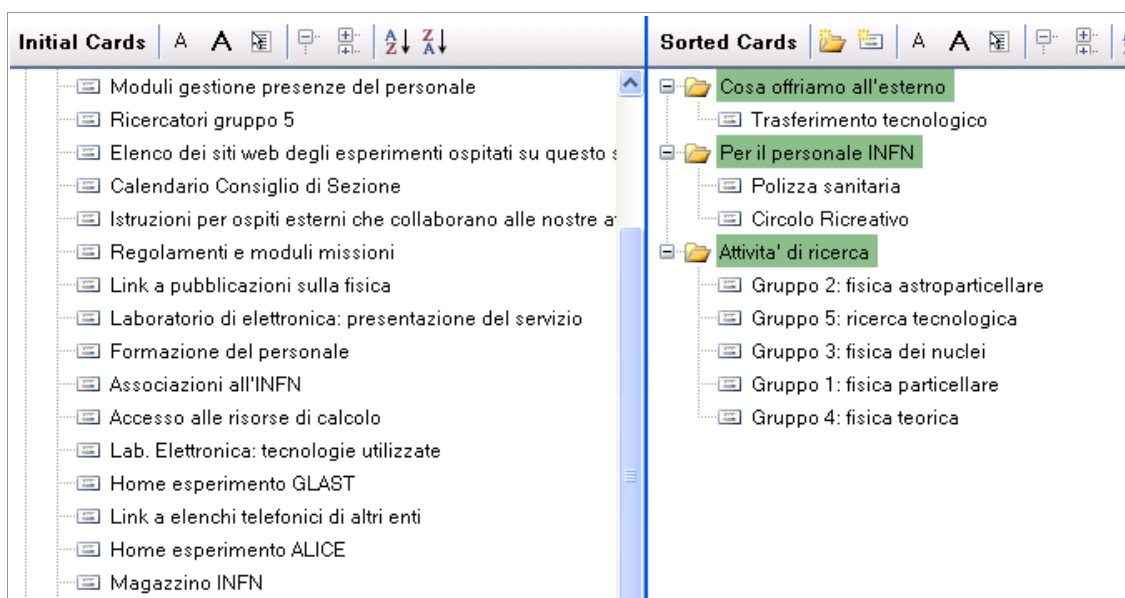 Initial Cards A A A Z Z A
Moduli gestione presenze del personale
Ricercatori gruppo 5
Elenco dei siti web degli esperimenti ospitati su questo s
Calendario Consiglio di Sezione
Istruzioni per ospiti esterni che collaborano alle nostre at
Regolamenti e moduli missioni
Link a pubblicazioni sulla fisica
Laboratorio di elettronica: presentazione del servizio
Formazione del personale
Associazioni all'INFN
Accesso alle risorse di calcolo
Lab. Elettronica: tecnologie utilizzate
Home esperimento GLAST
Link a elenchi telefonici di altri enti
Home esperimento ALICE
Magazzino INFN
Sorted Cards A A
Cosa offriamo all'esterno
Trasferimento tecnologico
Per il personale INFN
Polizza sanitaria
Circolo Ricreativo
Attivita' di ricerca
Gruppo 2: fisica astroparticellare
Gruppo 5: ricerca tecnologica
Gruppo 3: fisica dei nuclei
Gruppo 1: fisica particellare
Gruppo 4: fisica teorica